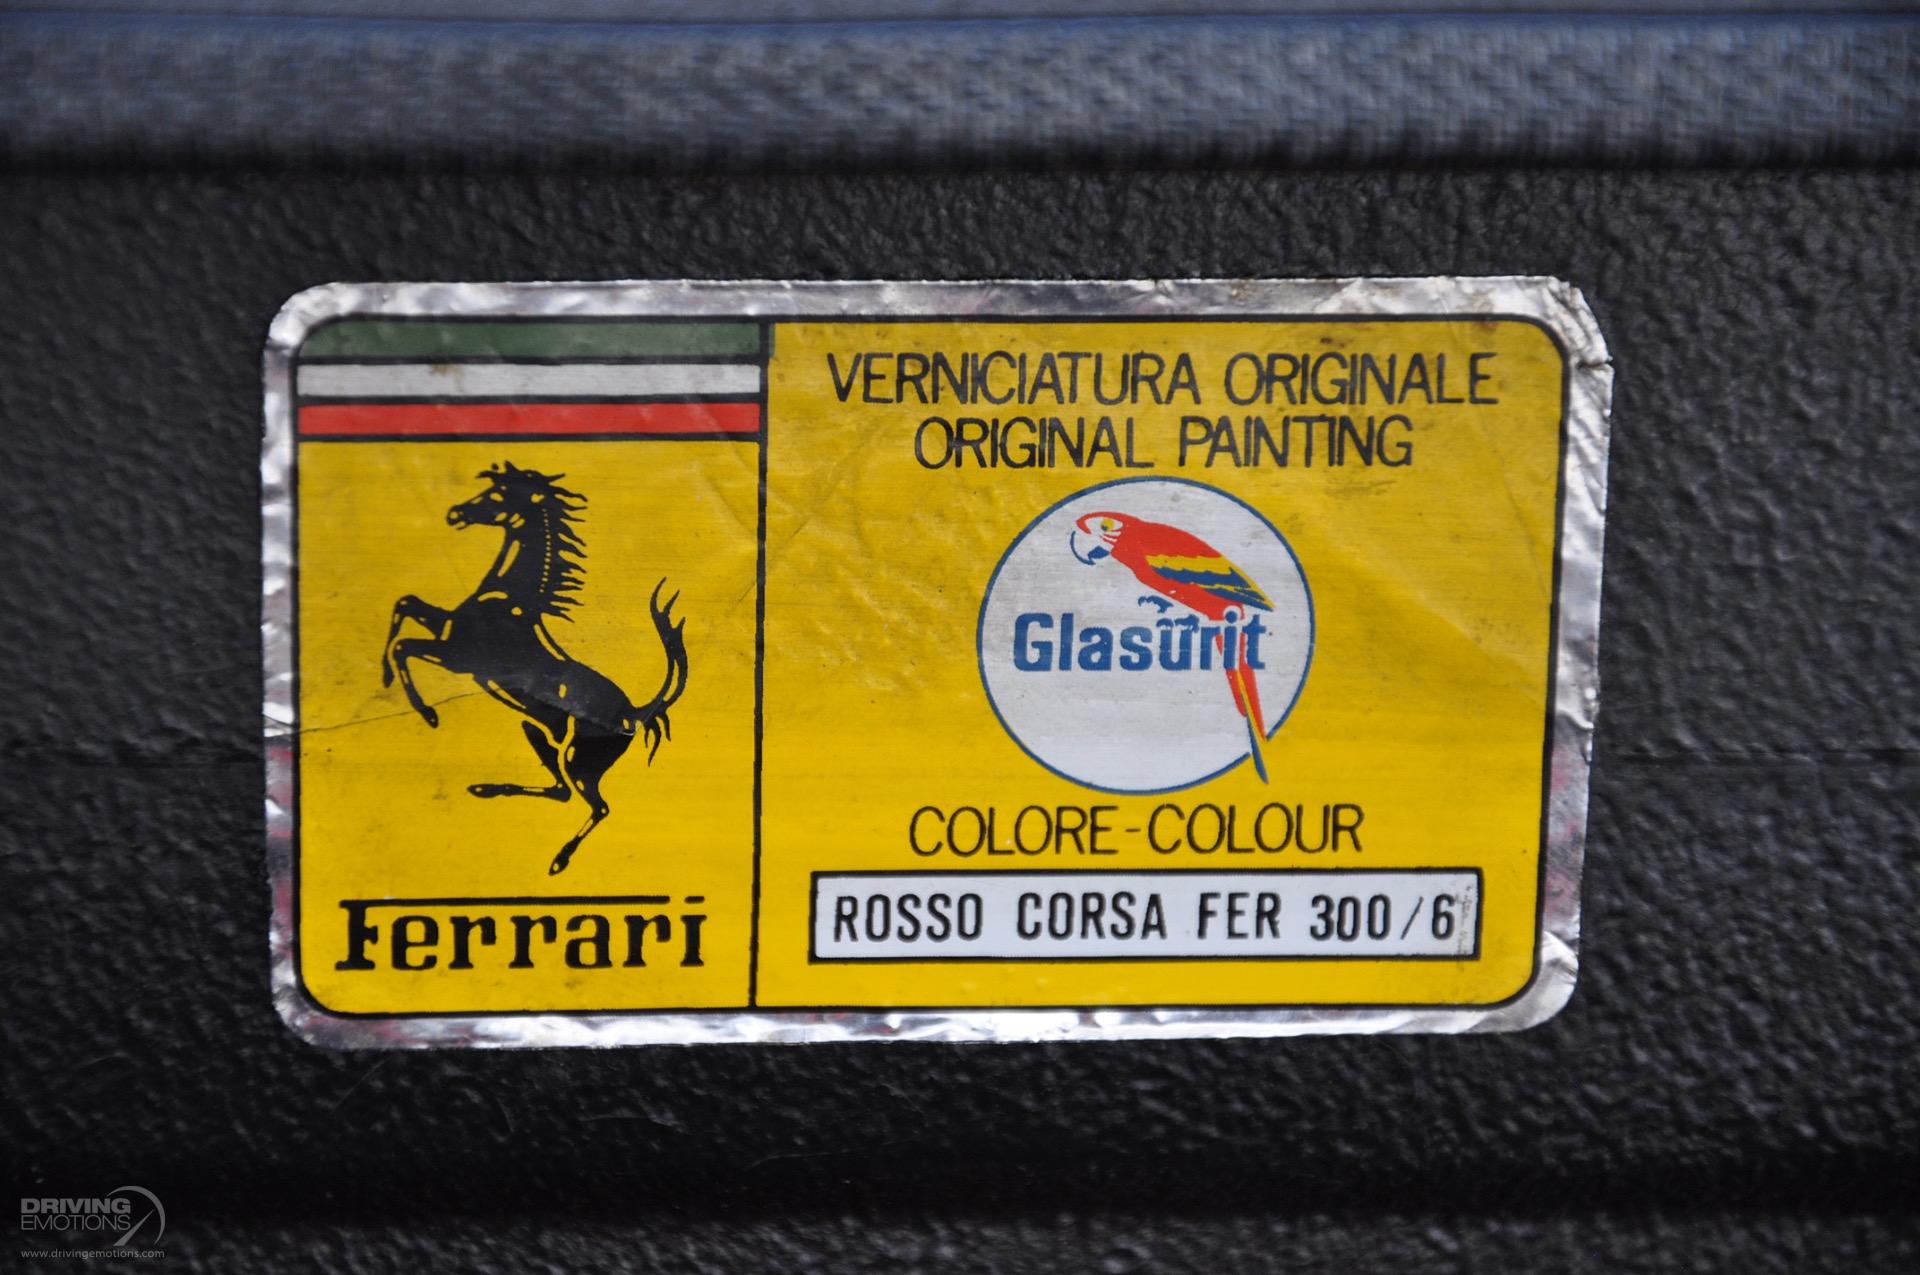 VERNICIATURA ORIGINALE
ORIGINAL PAINTING
Glasurit
COLORE-COLOUR
ROSSO CORSA FER 300/6
Ferrari
DRIVING
EMOTIONS
www.drivingemotions.com